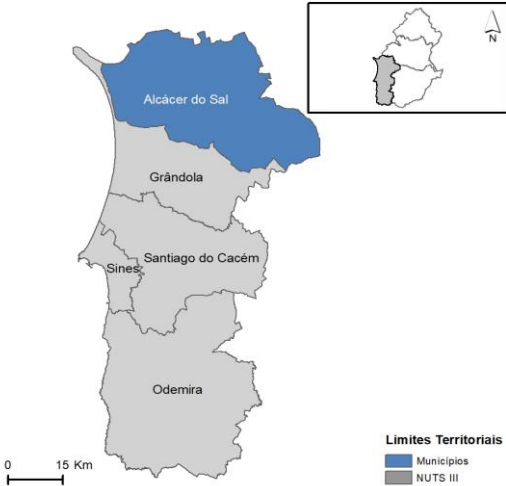 N
Alcácer do Sal
Grândola
Santiago do Cacém
Sines
Odemira
0 15 Km
Limites Territoriais
Municípios
NUTS III